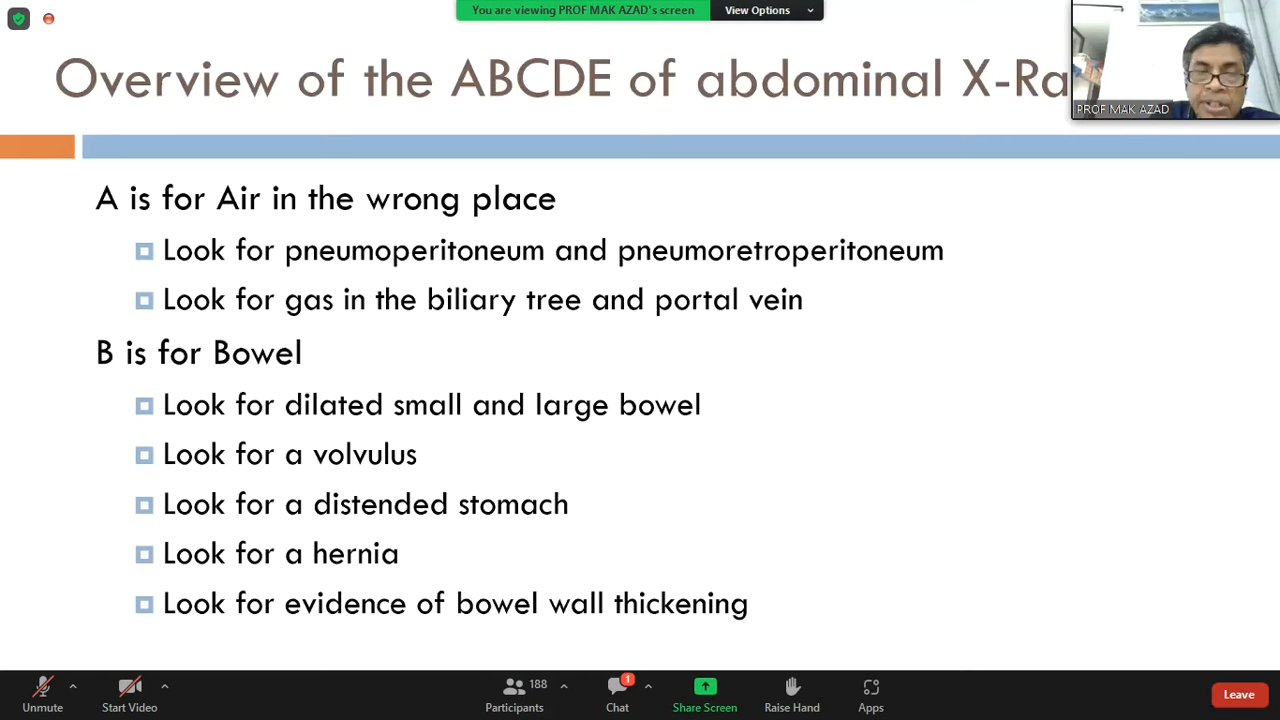 You are viewing PROF MAK AZAD's screen View Options
Overview of the ABCDE of abdominal X-Ra
PROF MAK AZAD
A is for Air in the wrong place
Look for pneumoperitoneum and pneumoretroperitoneum
Look for gas in the biliary tree and portal vein
B is for Bowel
Look for dilated small and large bowel
Look for a volvulus
Look for a distended stomach
Look for a hernia
Look for evidence of bowel wall thickening
188
1
Unmute Start Video Participants Chat Share Screen Raise Hand Apps Leave